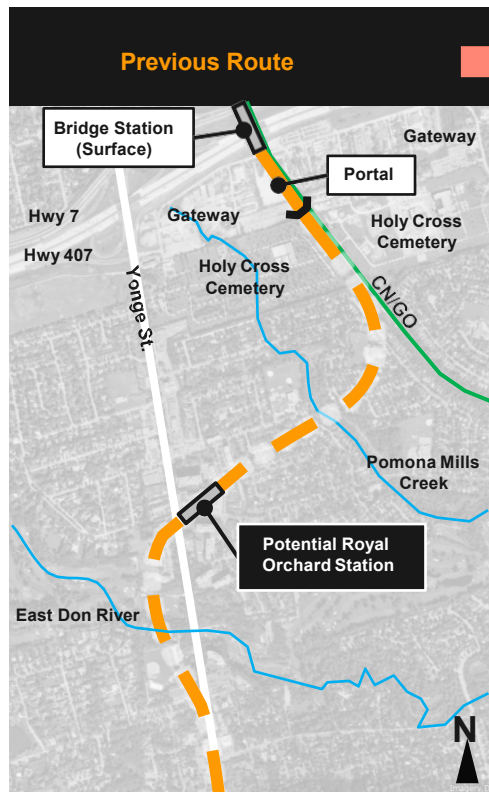 Previous Route
Bridge Station
(Surface)
Gateway
Portal
Hwy 7
Gateway
Holy Cross
Cemetery
Hwy 407
Holy Cross
Cemetery
Yonge St.
CN/GO
Pomona Mills
Creek
Potential Royal
Orchard Station
East Don River
N